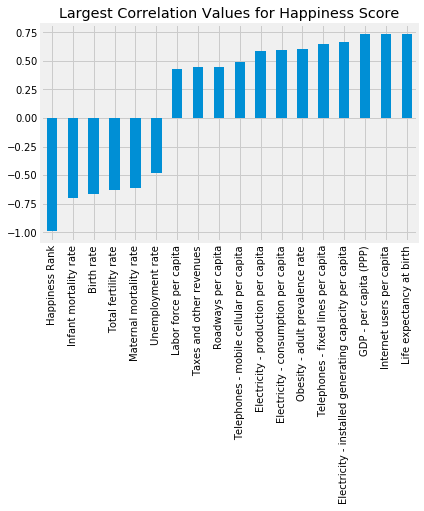 Largest Correlation Values for Happiness Score
0.75
0.50
0.25
0.00
−0.25
−0.50
−0.75
−1.00
Happiness Rank
Infant mortality rate
Birth rate
Total fertility rate
Maternal mortality rate
Unemployment rate
Labor force per capita
Taxes and other revenues
Roadways per capita
Telephones - mobile cellular per capita
Electricity - production per capita
Electricity - consumption per capita
Obesity - adult prevalence rate
Telephones - fixed lines per capita
Electricity - installed generating capacity per capita
GDP - per capita (PPP)
Internet users per capita
Life expectancy at birth